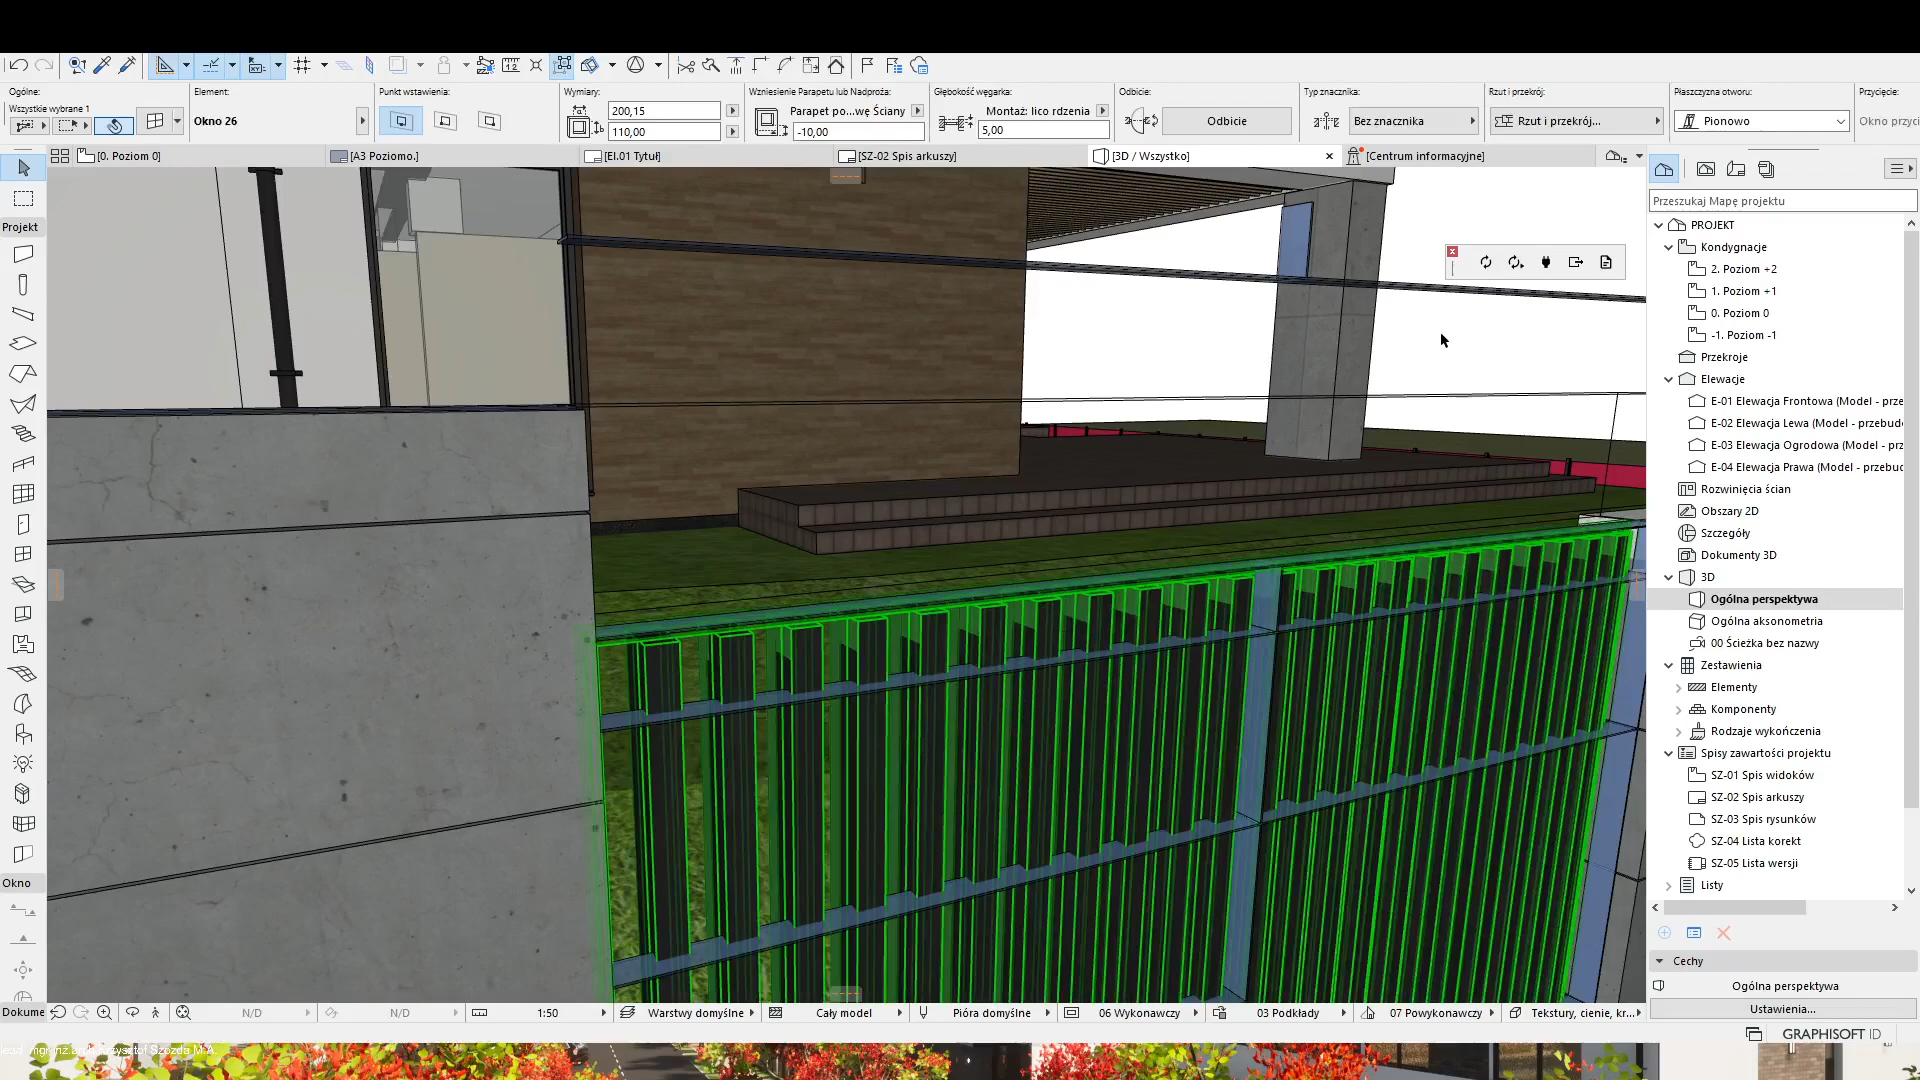 Ogólne:
Wszystkie wybrane 1
Element:
Okno 26
Punkt wstawienia:
Wymiary:
200,15
110,00
Wzniesienie Parapetu lub Nadproża:
Parapet po...wę Ściany
-10,00
Głębokość węgarka:
Montaż: lico rdzenia
5,00
Odbicie:
Odbicie
Typ znacznika:
Bez znacznika
Rzut i przekrój:
Rzut i przekrój...
Płaszczyzna otworu:
Pionowo
Przycięcie:
Okno przyci
[0. Poziom 0]
[A3 Poziomo.]
[EI.01 Tytuł]
[SZ-02 Spis arkuszy]
[3D / Wszystko]
[Centrum informacyjne]
Projekt
Okno
Dokume
Przeszukaj Mapę projektu
PROJEKT
Kondygnacje
2. Poziom +2
1. Poziom +1
0. Poziom 0
-1. Poziom -1
Przekroje
Elewacje
E-01 Elewacja Frontowa (Model - prze
E-02 Elewacja Lewa (Model - przebud
E-03 Elewacja Ogrodowa (Model - prz
E-04 Elewacja Prawa (Model - przebuc
Rozwinięcia ścian
Obszary 2D
Szczegóły
Dokumenty 3D
3D
Ogólna perspektywa
Ogólna aksonometria
00 Ścieżka bez nazwy
Zestawienia
Elementy
Komponenty
Rodzaje wykończenia
Spisy zawartości projektu
SZ-01 Spis widoków
SZ-02 Spis arkuszy
SZ-03 Spis rysunków
SZ-04 Lista korekt
SZ-05 Lista wersji
Listy
Cechy
Ogólna perspektywa
Ustawienia...
N/D
N/D
1:50
Warstwy domyślne
Cały model
Pióra domyślne
06 Wykonawczy
03 Podkłady
07 Powykonawczy
Tekstury, cienie, kr...
GRAPHISOFT ID